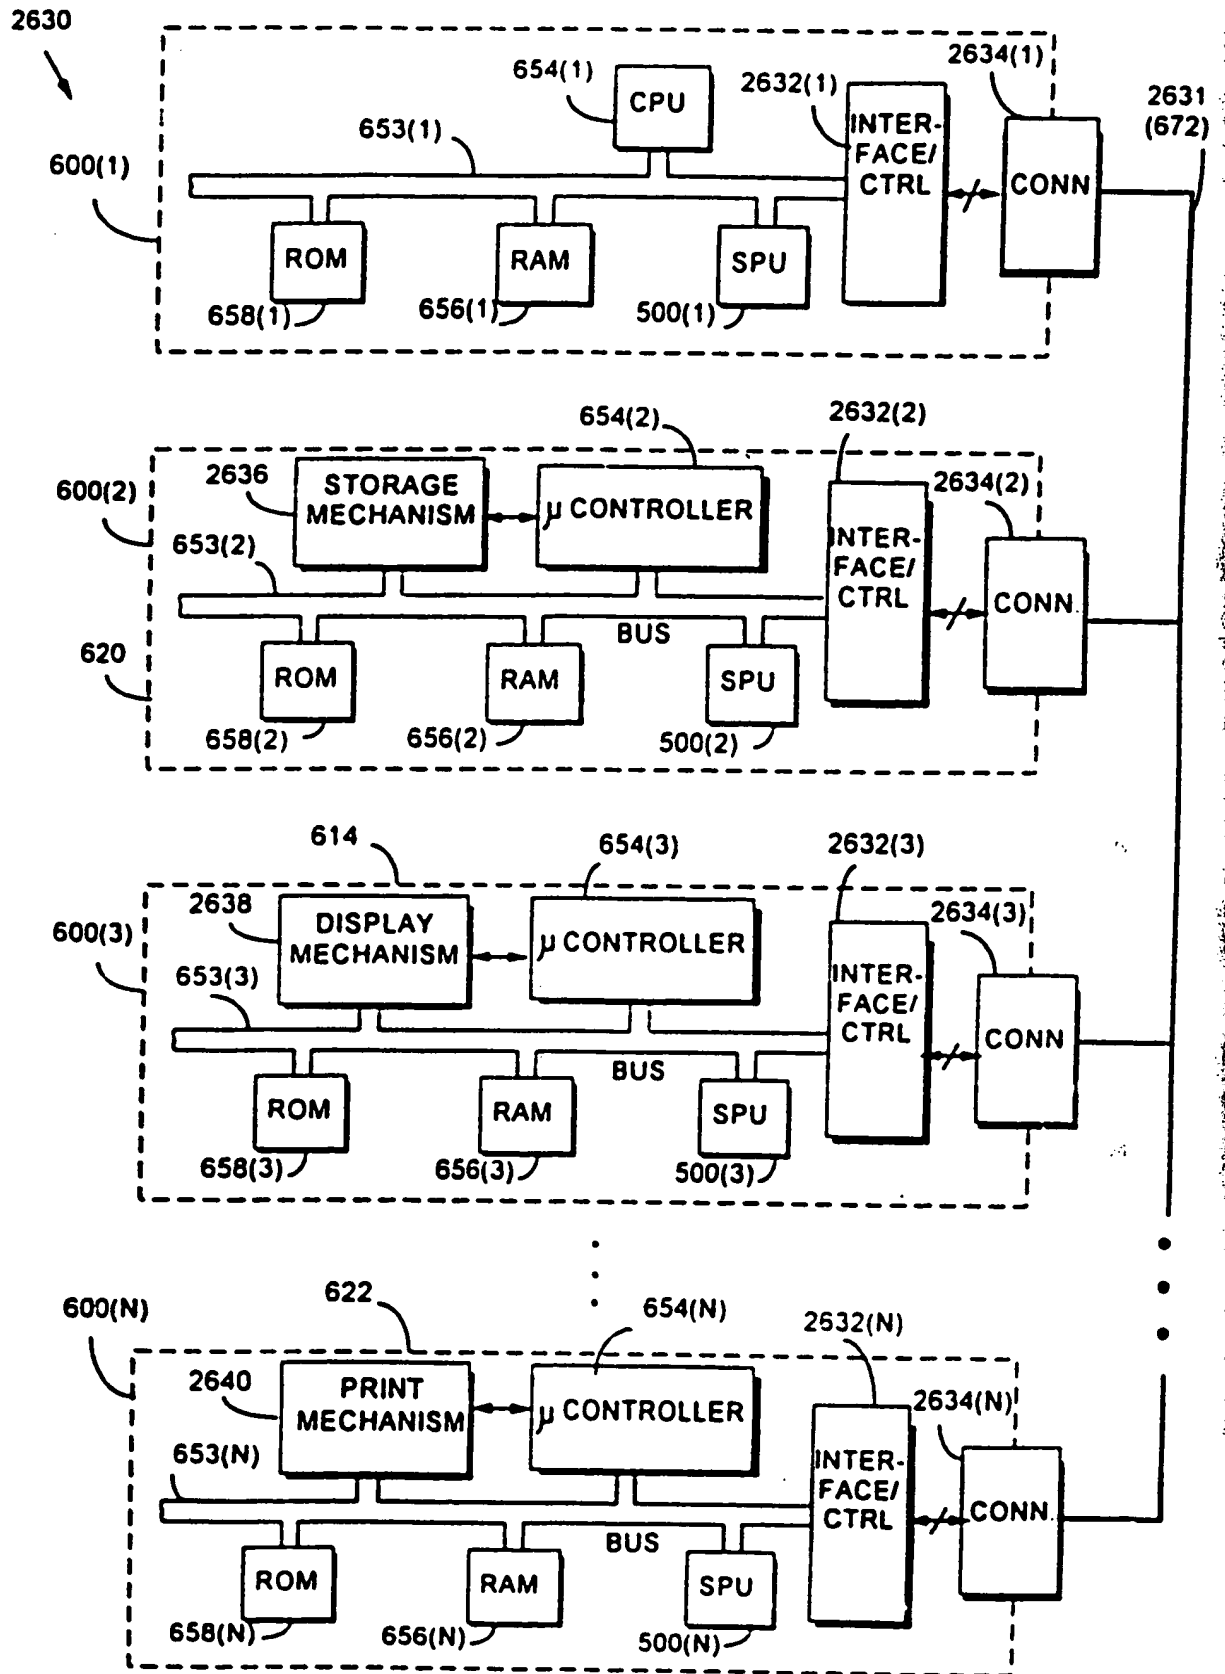 2630
654(1)
CPU
2632(1)
2634(1)
2631
(672)
653(1)
INTER-
FACE/
CTRL
600(1)
CONN
ROM
RAM
SPU
658(1)
656(1)
500(1)
654(2)
2632(2)
600(2)
2636
STORAGE
MECHANISM
μ CONTROLLER
2634(2)
653(2)
INTER-
FACE/
CTRL
CONN.
BUS
620
ROM
RAM
SPU
658(2)
656(2)
500(2)
614
654(3)
2632(3)
600(3)
2638
DISPLAY
MECHANISM
μ CONTROLLER
2634(3)
653(3)
INTER-
FACE/
CTRL
CONN
BUS
ROM
RAM
SPU
658(3)
656(3)
500(3)
600(N)
622
654(N)
2632(N)
2640
PRINT
MECHANISM
μ CONTROLLER
2634(N)
653(N)
INTER-
FACE/
CTRL
CONN.
BUS
ROM
RAM
SPU
658(N)
656(N)
500(N)